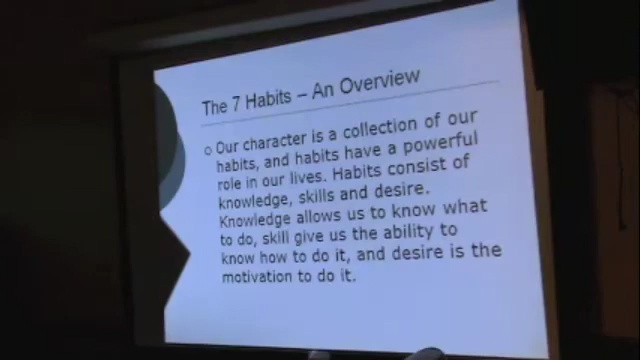 The 7 Habits – An Overview
Our character is a collection of our
habits, and habits have a powerful
role in our lives. Habits consist of
knowledge, skills and desire.
Knowledge allows us to know what
to do, skill give us the ability to
know how to do it, and desire is the
motivation to do it.